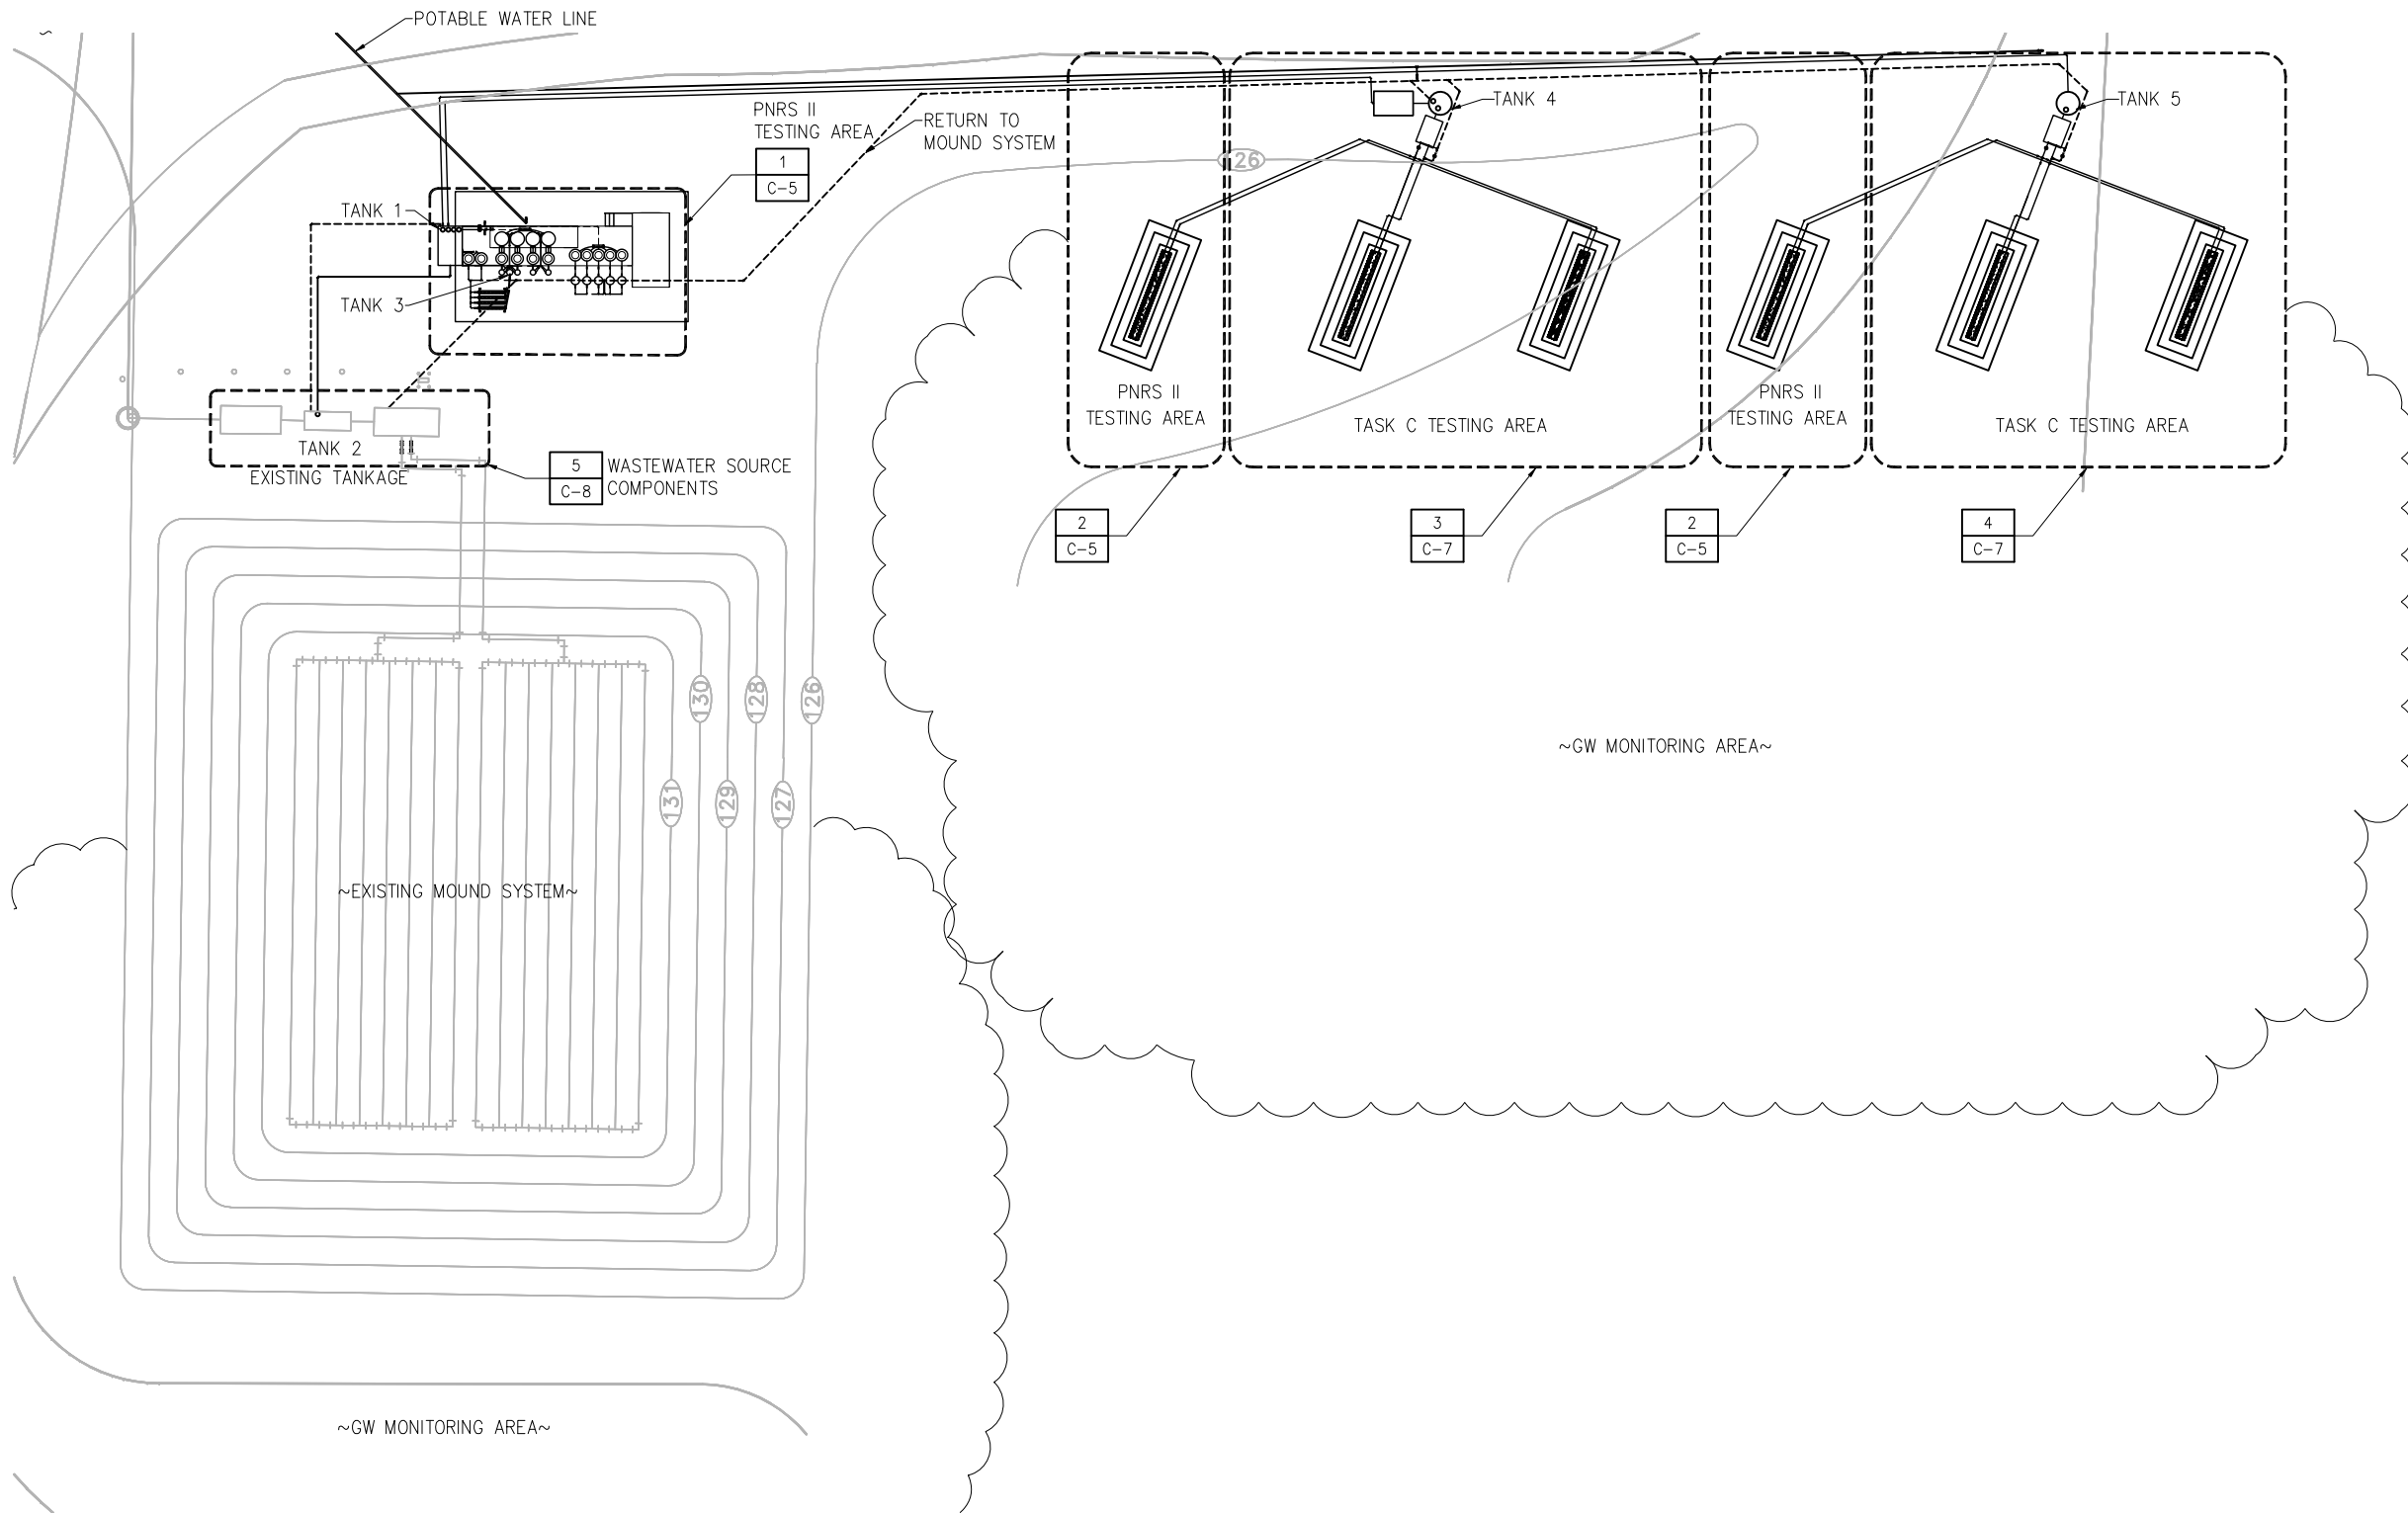 POTABLE WATER LINE
PNRS II
TESTING AREA
RETURN TO
MOUND SYSTEM
TANK 4
TANK 5
1
C-5
126
TANK 1
TANK 3
PNRS II
TESTING AREA
TASK C TESTING AREA
PNRS II
TESTING AREA
TASK C TESTING AREA
TANK 2
EXISTING TANKAGE
5
C-8
WASTEWATER SOURCE
COMPONENTS
2
C-5
3
C-7
2
C-5
4
C-7
130
128
126
131
129
127
~GW MONITORING AREA~
~EXISTING MOUND SYSTEM~
~GW MONITORING AREA~